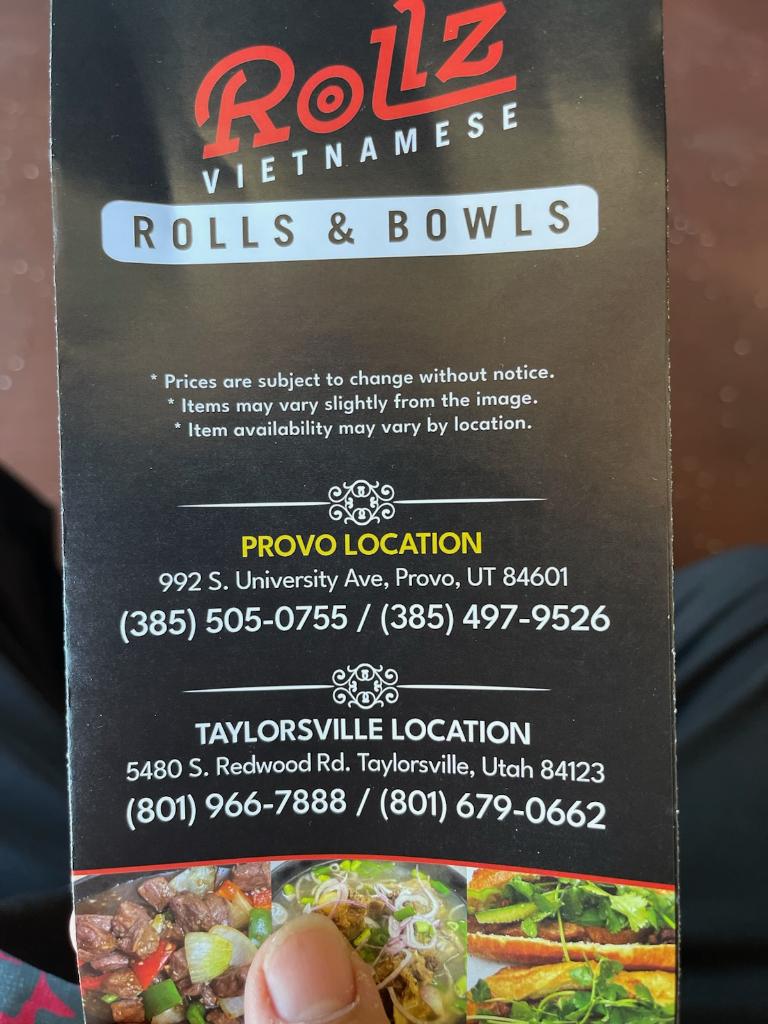 Rollz
VIETNAMESE
ROLLS & BOWLS
* Prices are subject to change without notice.
* Items may vary slightly from the image.
* Item availability may vary by location.
PROVO LOCATION
992 S. University Ave, Provo, UT 84601
(385) 505-0755 / (385) 497-9526
TAYLORSVILLE LOCATION
5480 S. Redwood Rd. Taylorsville, Utah 84123
(801) 966-7888 / (801) 679-0662